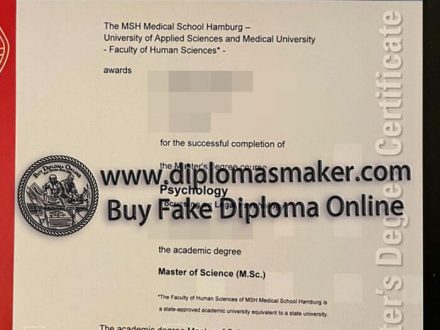 The MSH Medical School Hamburg –
University of Applied Sciences and Medical University
- Faculty of Human Sciences* -
awards
for the successful completion of
the Master's degree course
Psychology
www.diplomasmaker.com
Buy Fake Diploma Online
BUY DIPLOMA ONLINE
the academic degree
Master of Science (M.Sc.)
*The Faculty of Human Sciences of MSH Medical School Hamburg is
a state-approved academic university equivalent to a state university.
Master's Degree Certificate